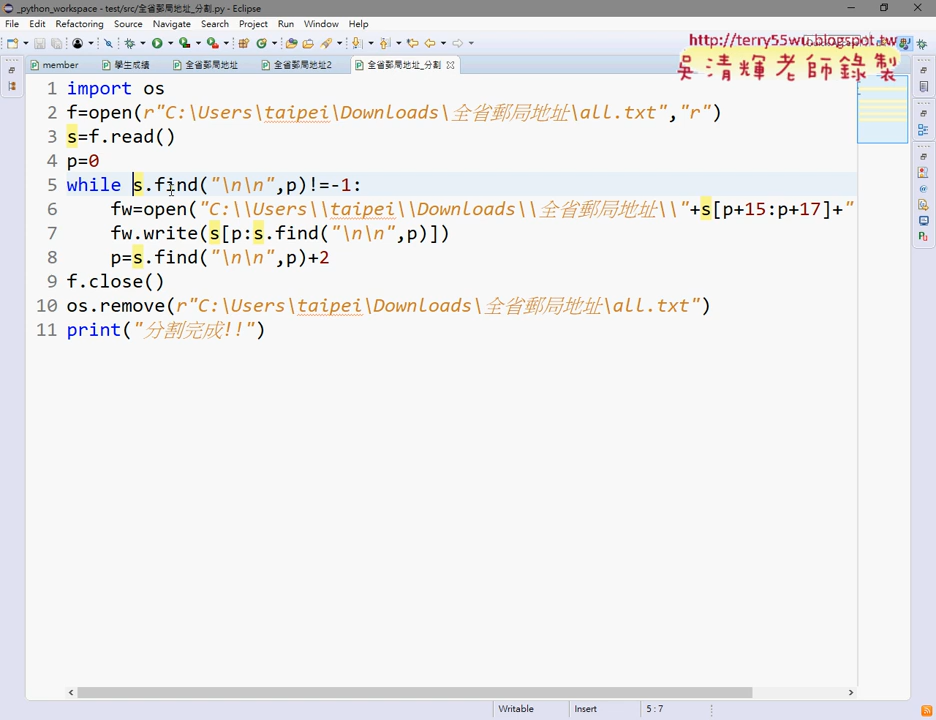 _python_workspace - test/src/全省郵局地址_分割.py - Eclipse
File Edit Refactoring Source Navigate Search Project Run Window Help
http://terry55wu.blogspot.tw
吳清輝老師錄製
member 學生成績 全省郵局地址 全省郵局地址2 全省郵局地址_分割
1 import os
2 f=open(r"C:\Users\taipei\Downloads\全省郵局地址\all.txt","r")
3 s=f.read()
4 p=0
5 while s.find("\n\n",p)!=-1:
6     fw=open("C:\\Users\\taipei\\Downloads\\全省郵局地址\\"+s[p+15:p+17]+"
7     fw.write(s[p:s.find("\n\n",p)])
8     p=s.find("\n\n",p)+2
9 f.close()
10 os.remove(r"C:\Users\taipei\Downloads\全省郵局地址\all.txt")
11 print("分割完成!!")
Writable Insert 5:7